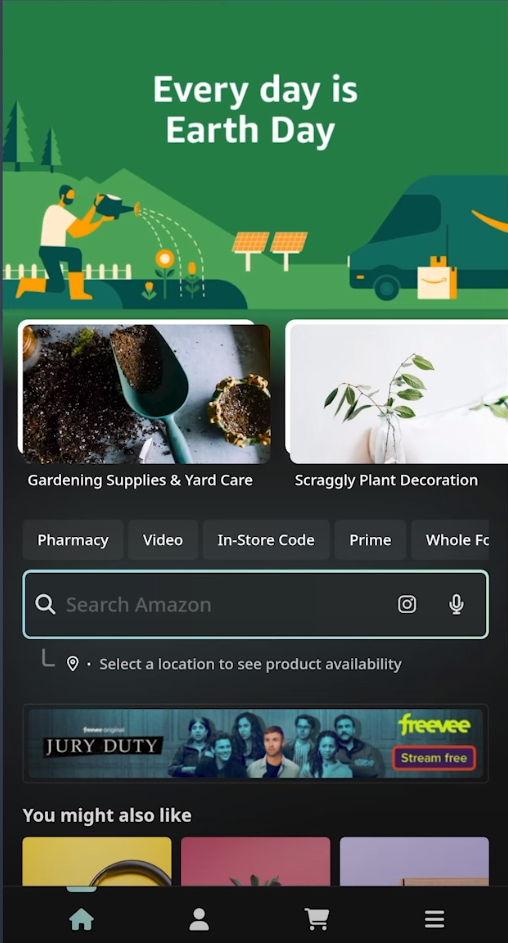 Every day is
Earth Day
Gardening Supplies & Yard Care
Scraggly Plant Decoration
Pharmacy
Video
In-Store Code
Prime
Whole Fo
Search Amazon
· Select a location to see product availability
freevee original
JURY DUTY
freevee
Stream free
You might also like